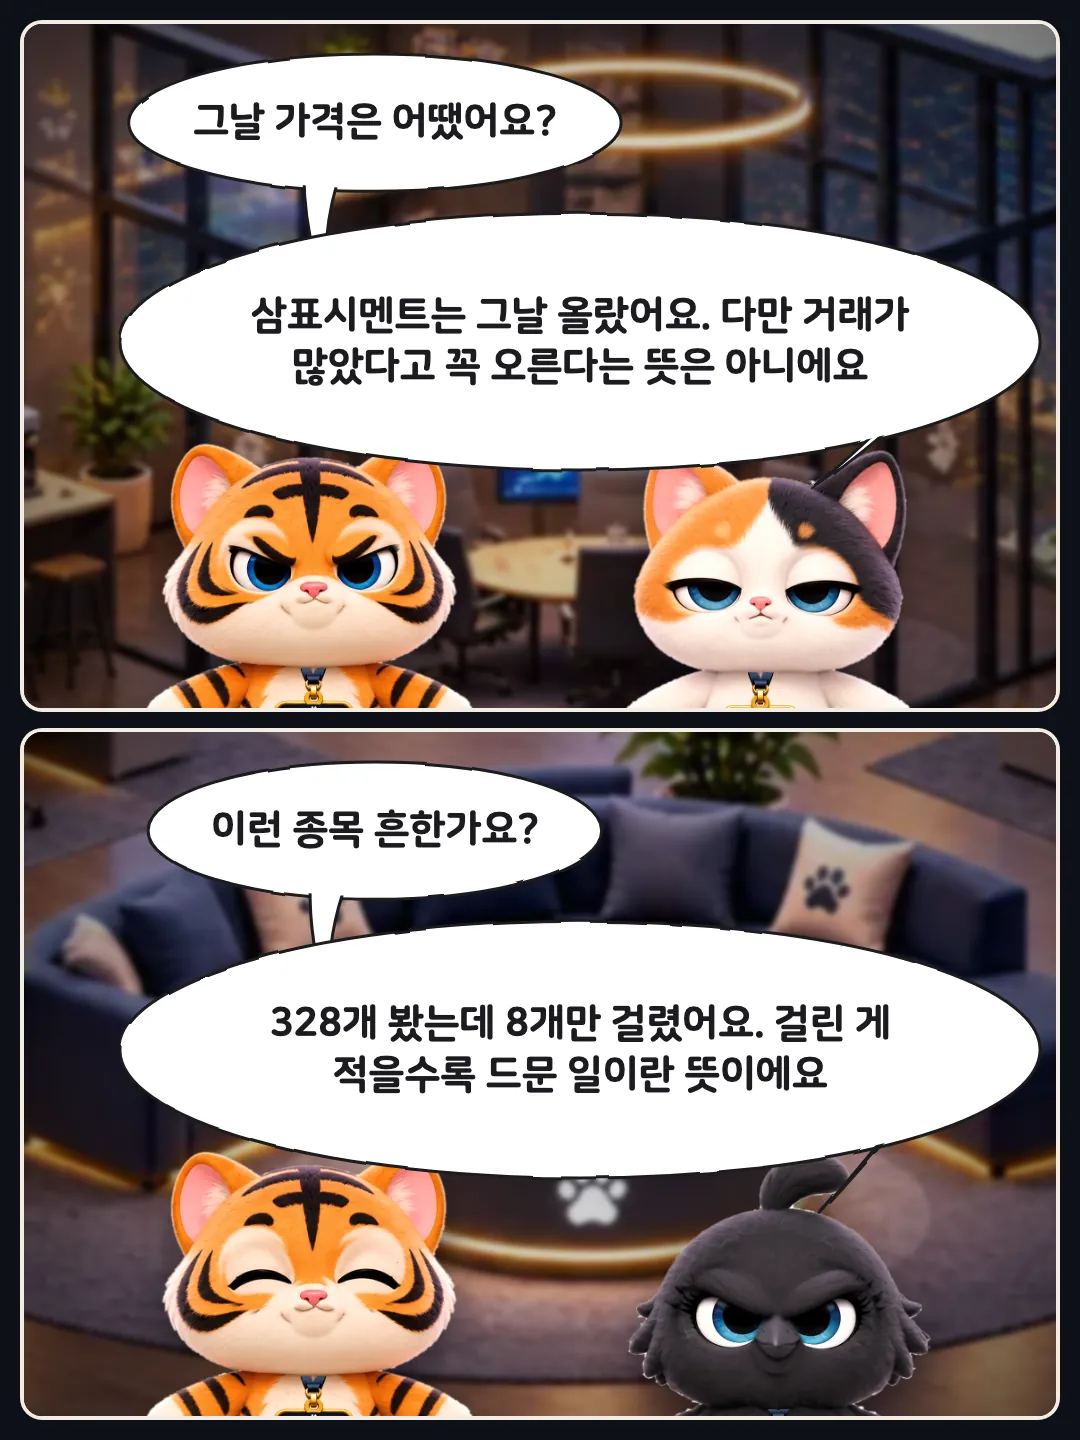 그날 가격은 어땠어요?
삼표시멘트는 그날 올랐어요. 다만 거래가
많았다고 꼭 오른다는 뜻은 아니에요
이런 종목 흔한가요?
328개 봤는데 8개만 걸렸어요. 걸린 게
적을수록 드문 일이란 뜻이에요